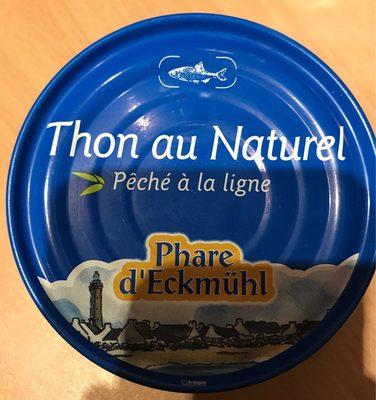 Thon au Naturel
Pêché à la ligne
Phare
d'Eckmühl